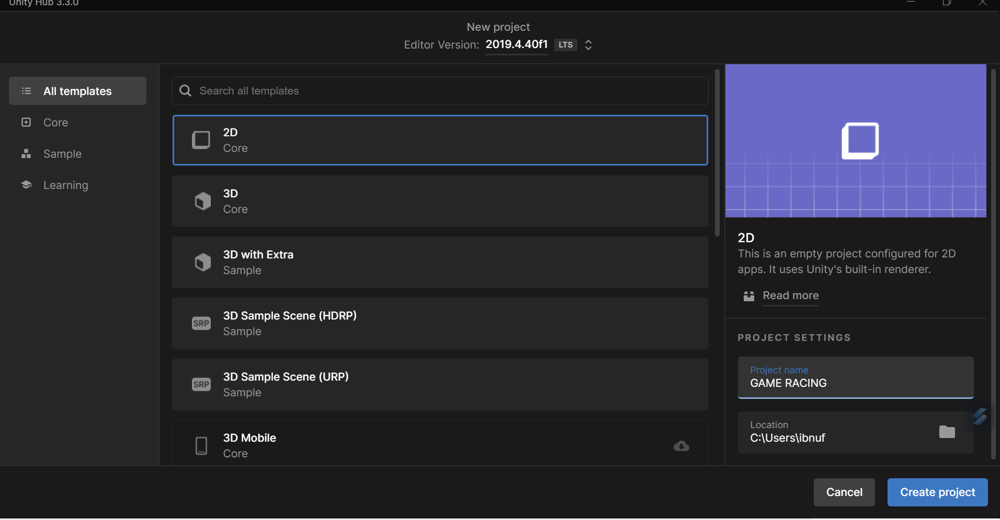 Unity Hub 3.3.0
New project
Editor Version: 2019.4.40f1 LTS
All templates
Core
Sample
Learning
Search all templates
2D
Core
3D
Core
3D with Extra
Sample
SRP
3D Sample Scene (HDRP)
Sample
SRP
3D Sample Scene (URP)
Sample
3D Mobile
Core
2D
This is an empty project configured for 2D
apps. It uses Unity's built-in renderer.
Read more
PROJECT SETTINGS
Project name
GAME RACING
Location
C:\Users\ibnuf
Cancel
Create project